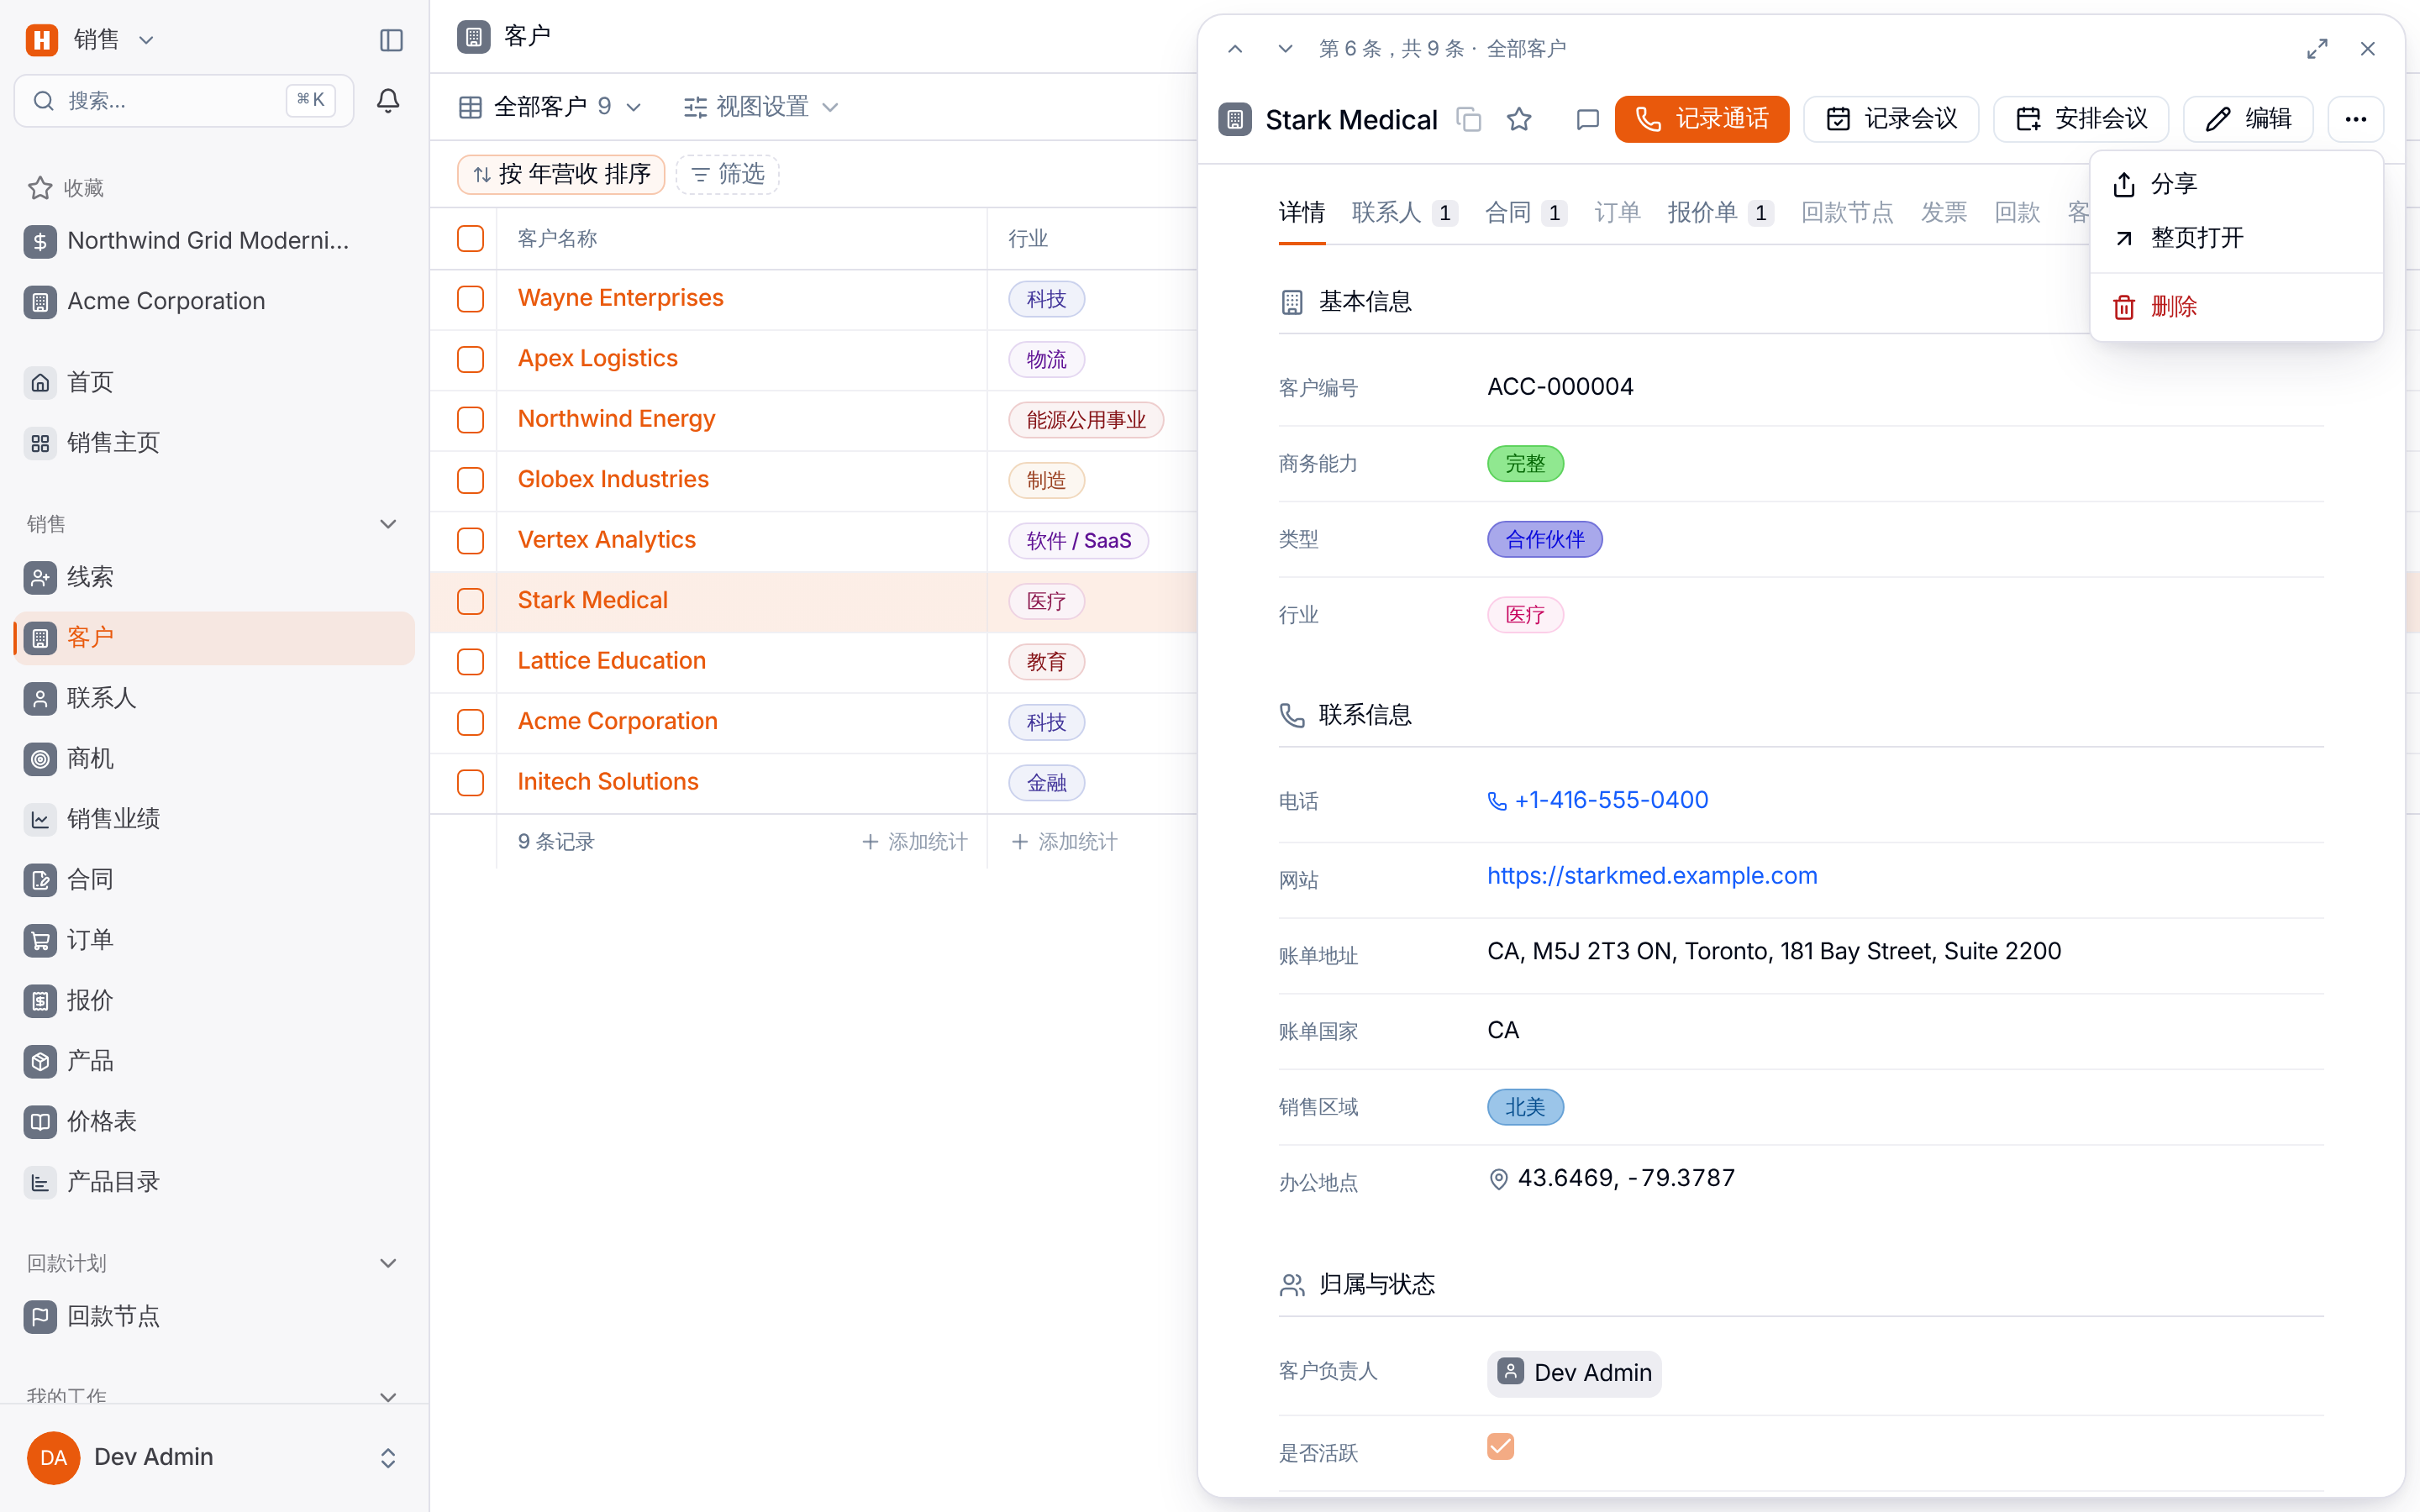 销售
搜索...
⌘K
收藏
Northwind Grid Moderni...
Acme Corporation
首页
销售主页
销售
线索
客户
联系人
商机
销售业绩
合同
订单
报价
产品
价格表
产品目录
回款计划
回款节点
我的工作
DA Dev Admin
客户
全部客户 9
视图设置
按 年营收 排序
筛选
客户名称 行业
Wayne Enterprises 科技
Apex Logistics 物流
Northwind Energy 能源公用事业
Globex Industries 制造
Vertex Analytics 软件 / SaaS
Stark Medical 医疗
Lattice Education 教育
Acme Corporation 科技
Initech Solutions 金融
9 条记录 添加统计 添加统计
第 6 条，共 9 条 · 全部客户
Stark Medical 记录通话 记录会议 安排会议 编辑
分享
整页打开
删除
详情 联系人 1 合同 1 订单 报价单 1 回款节点 发票 回款 客
基本信息
客户编号 ACC-000004
商务能力 完整
类型 合作伙伴
行业 医疗
联系信息
电话 +1-416-555-0400
网站 https://starkmed.example.com
账单地址 CA, M5J 2T3 ON, Toronto, 181 Bay Street, Suite 2200
账单国家 CA
销售区域 北美
办公地点 43.6469, -79.3787
归属与状态
客户负责人 Dev Admin
是否活跃